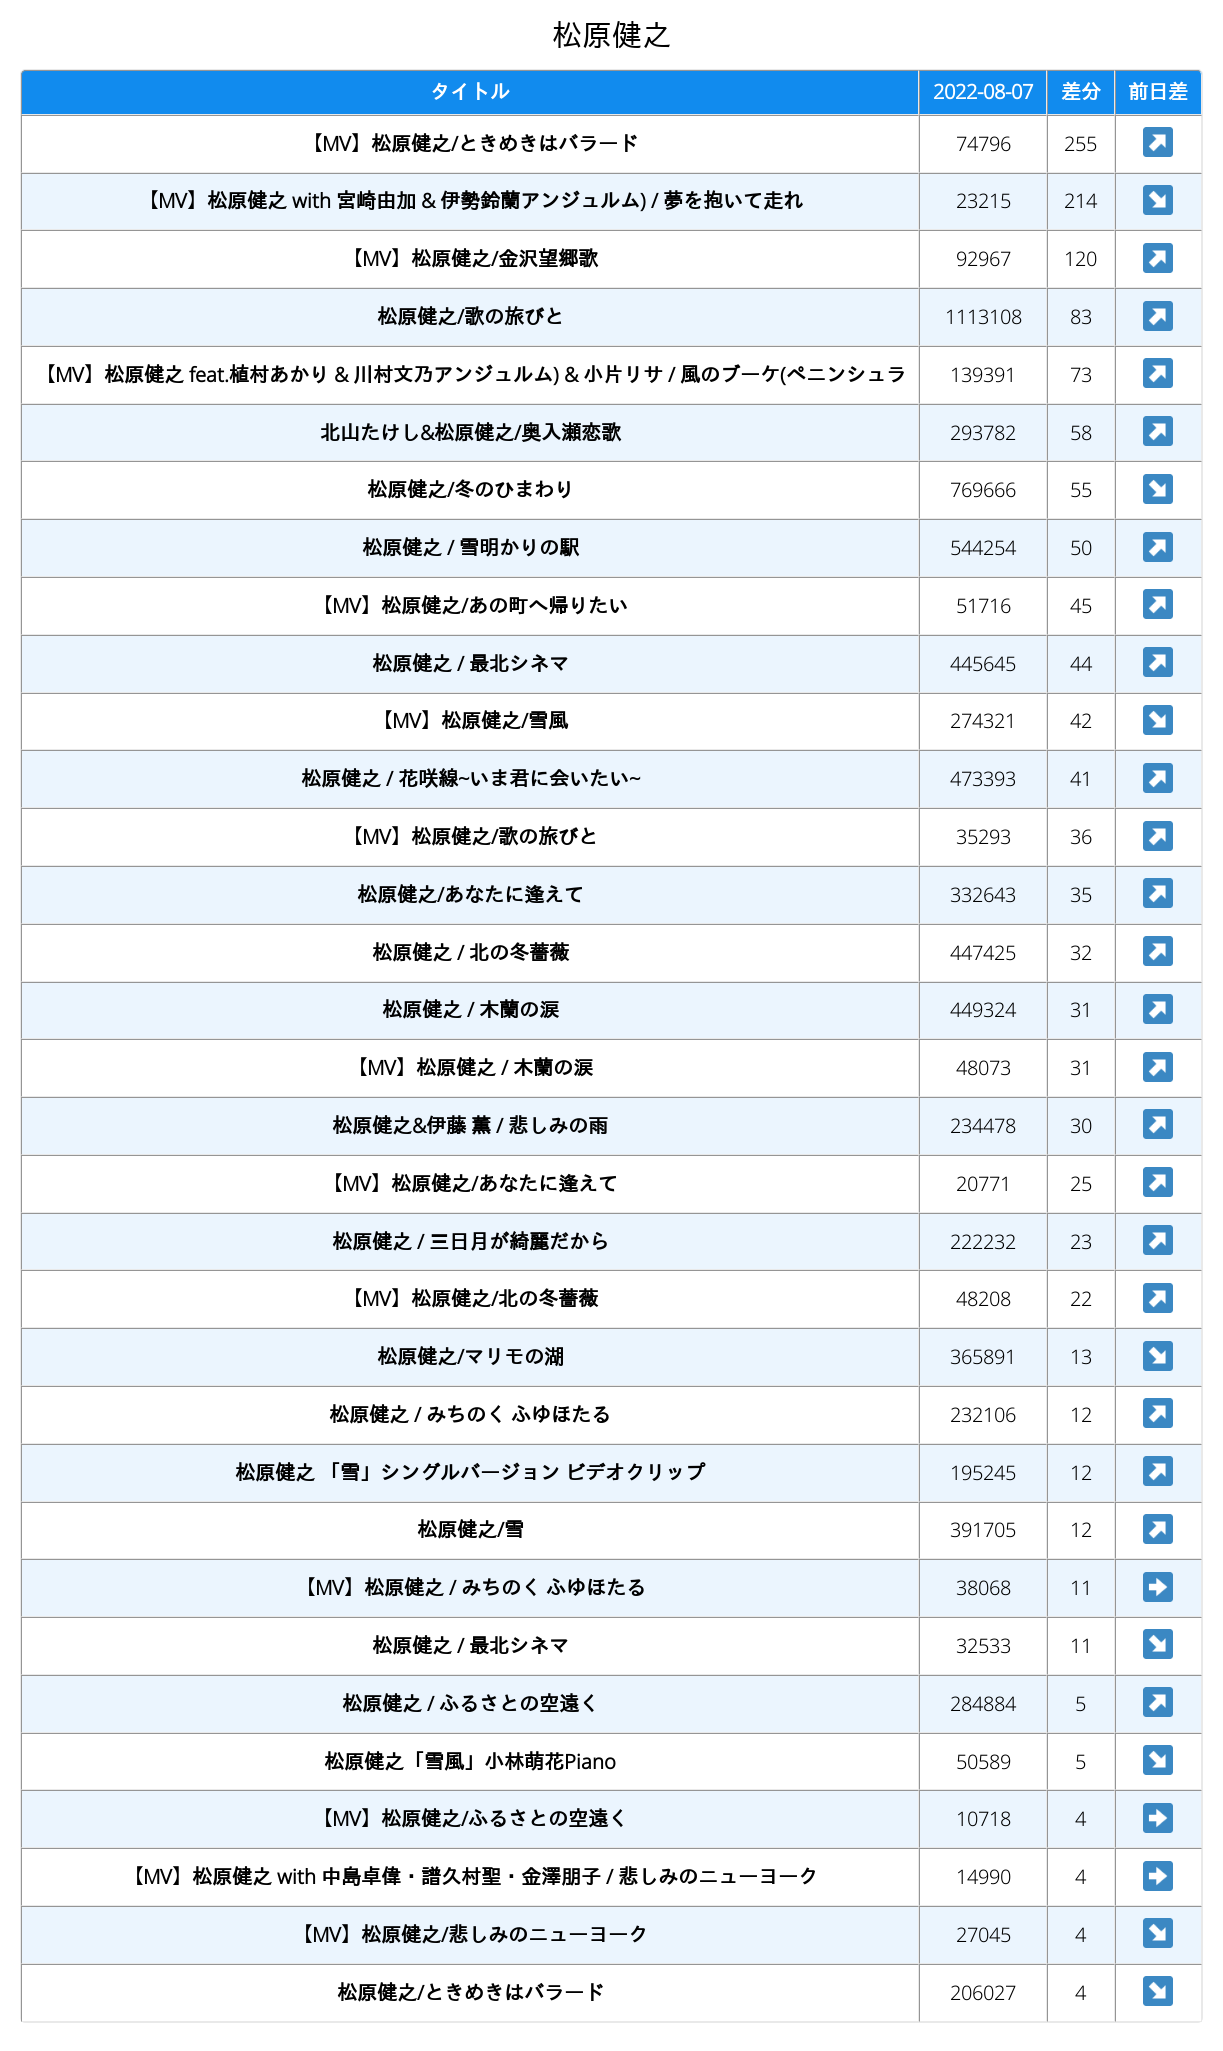 松原健之
タイトル 2022-08-07 差分 前日差
【MV】松原健之/ときめきはバラード 74796 255
【MV】松原健之 with 宮崎由加 & 伊勢鈴蘭アンジュルム) / 夢を抱いて走れ 23215 214
【MV】松原健之/金沢望郷歌 92967 120
松原健之/歌の旅びと 1113108 83
【MV】松原健之 feat.植村あかり & 川村文乃アンジュルム) & 小片リサ / 風のブーケ(ペニンシュラ 139391 73
北山たけし&松原健之/奥入瀬恋歌 293782 58
松原健之/冬のひまわり 769666 55
松原健之 / 雪明かりの駅 544254 50
【MV】松原健之/あの町へ帰りたい 51716 45
松原健之 / 最北シネマ 445645 44
【MV】松原健之/雪風 274321 42
松原健之 / 花咲線~いま君に会いたい~ 473393 41
【MV】松原健之/歌の旅びと 35293 36
松原健之/あなたに逢えて 332643 35
松原健之 / 北の冬薔薇 447425 32
松原健之 / 木蘭の涙 449324 31
【MV】松原健之 / 木蘭の涙 48073 31
松原健之&伊藤 薫 / 悲しみの雨 234478 30
【MV】松原健之/あなたに逢えて 20771 25
松原健之 / 三日月が綺麗だから 222232 23
【MV】松原健之/北の冬薔薇 48208 22
松原健之/マリモの湖 365891 13
松原健之 / みちのく ふゆほたる 232106 12
松原健之 「雪」シングルバージョン ビデオクリップ 195245 12
松原健之/雪 391705 12
【MV】松原健之 / みちのく ふゆほたる 38068 11
松原健之 / 最北シネマ 32533 11
松原健之 / ふるさとの空遠く 284884 5
松原健之「雪風」小林萌花Piano 50589 5
【MV】松原健之/ふるさとの空遠く 10718 4
【MV】松原健之 with 中島卓偉・譜久村聖・金澤朋子 / 悲しみのニューヨーク 14990 4
【MV】松原健之/悲しみのニューヨーク 27045 4
松原健之/ときめきはバラード 206027 4